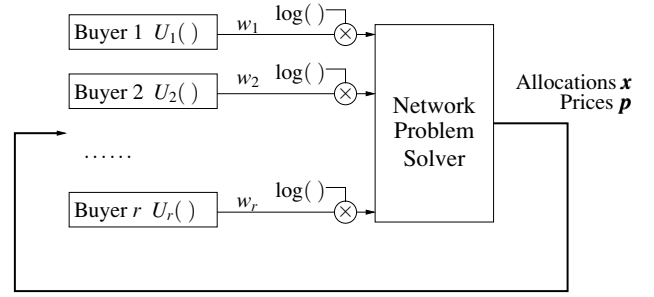 Buyer 1 U₁( )
w₁
log( )
×
Buyer 2 U₂( )
w₂
log( )
×
Network
Problem
Solver
Allocations x
Prices p
......
Buyer r Uᵣ( )
wᵣ
log( )
×